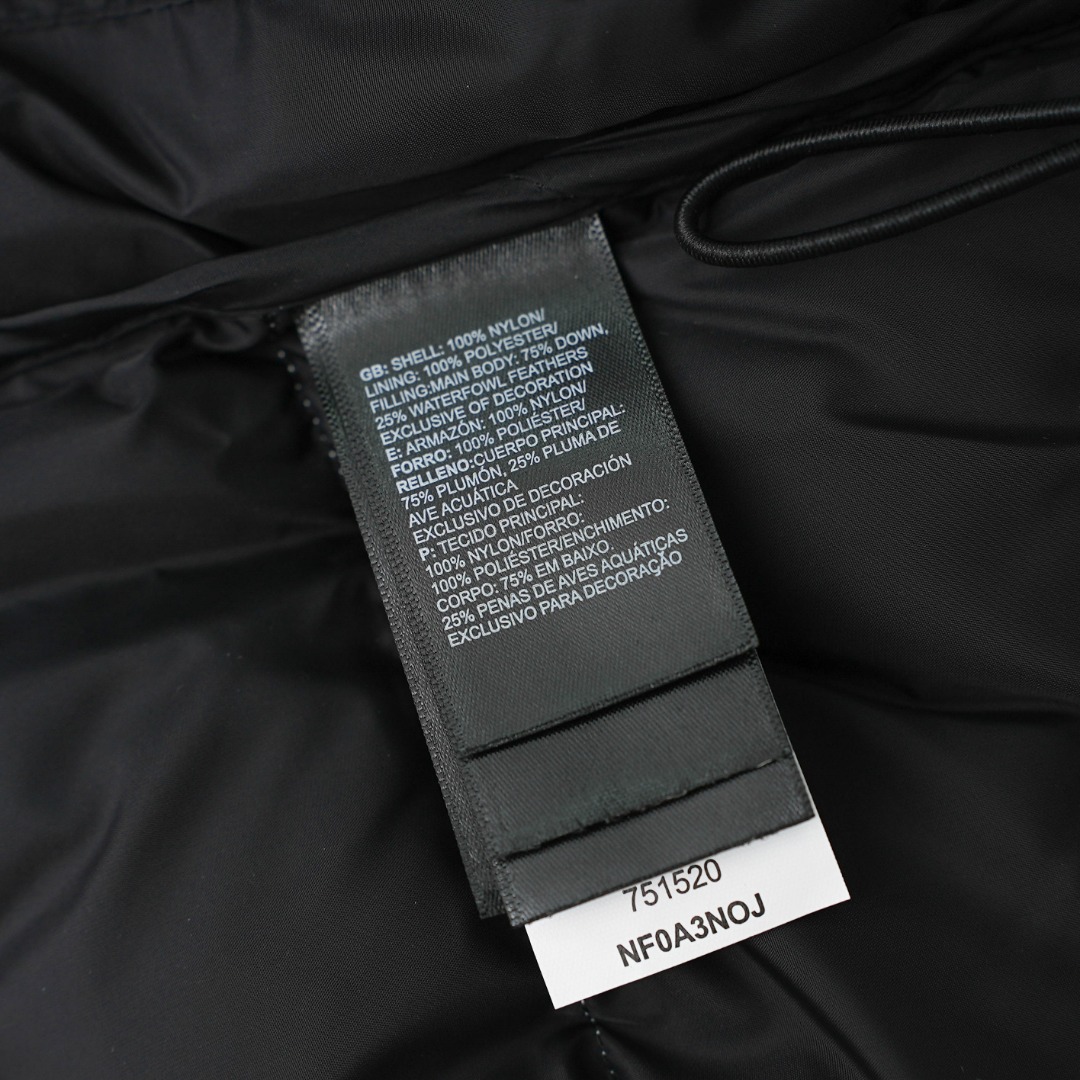 GB: SHELL: 100% NYLON/
LINING: 100% POLYESTER/
FILLING:MAIN BODY: 75% DOWN,
25% WATERFOWL FEATHERS
EXCLUSIVE OF DECORATION
E: ARMAZÓN: 100% NYLON/
FORRO: 100% POLIÉSTER/
RELLENO:CUERPO PRINCIPAL:
75% PLUMÓN, 25% PLUMA DE
AVE ACUÁTICA
EXCLUSIVO DE DECORACIÓN
P: TECIDO PRINCIPAL:
100% NYLON/FORRO:
100% POLIÉSTER/ENCHIMENTO:
CORPO: 75% EM BAIXO.
25% PENAS DE AVES AQUÁTIÇAS
EXCLUSIVO PARA DECORAÇÃO
751520
NF0A3NOJ